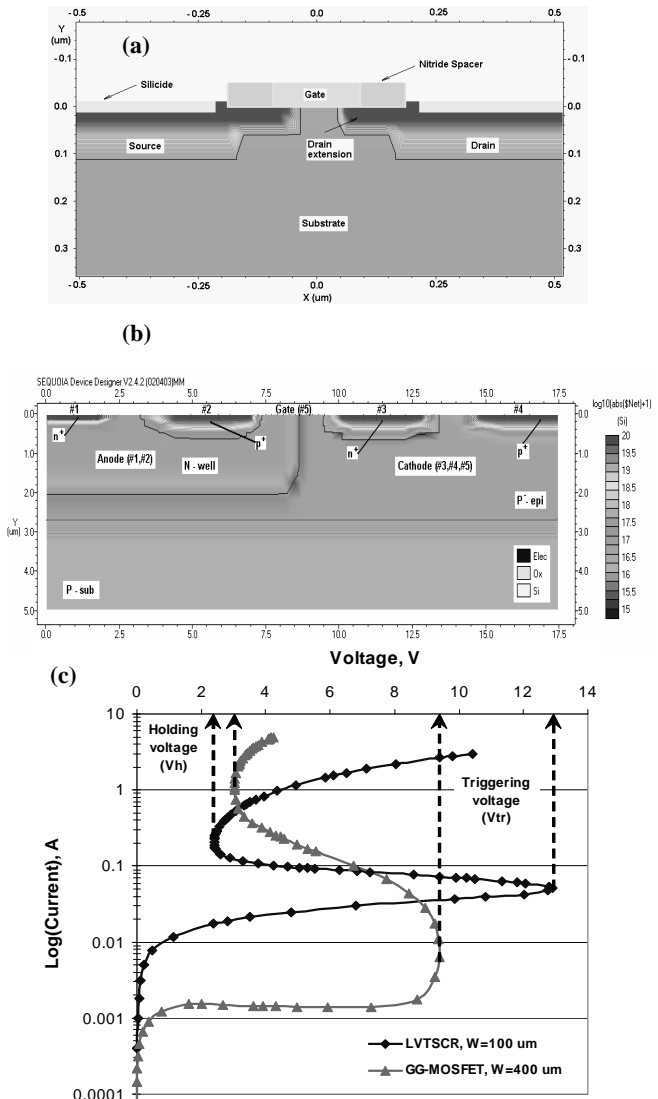 - 0.5 - 0.25 0.0 0.25 0.5
Y
(um)
(a)
- 0.1 - 0.1
Silicide
Nitride Spacer
Gate
0.0 0.0
Source
Drain extension
Drain
0.1 0.1
Substrate
0.2 0.2
0.3 0.3
- 0.5 - 0.25 0.0 0.25 0.5
X (um)
(b)
SEQUOIA Device Designer V2.4.2 (020403)MM
0.0 2.5 5.0 7.5 10.0 12.5 15.0 17.5
log10(abs($Net)+1)
(Si)
#1 #2 Gate (#5) #3 #4
0.0 0.0
n+ p+ n+ p+
Anode (#1,#2) N - well Cathode (#3,#4,#5)
1.0 1.0
2.0 2.0
P- - epi
(um)
3.0 3.0
4.0 4.0
P - sub
5.0 5.0
Elec
Ox
Si
20
19.5
19
18.5
18
17.5
17
16.5
16
15.5
15
0.0 2.5 5.0 7.5 10.0 12.5 15.0 17.5
Voltage, V
(c)
0 2 4 6 8 10 12 14
10
Holding voltage (Vh)
Triggering voltage (Vtr)
1
0.1
0.01
0.001
0.0001
Log(Current), A
LVTSCR, W=100 um
GG-MOSFET, W=400 um